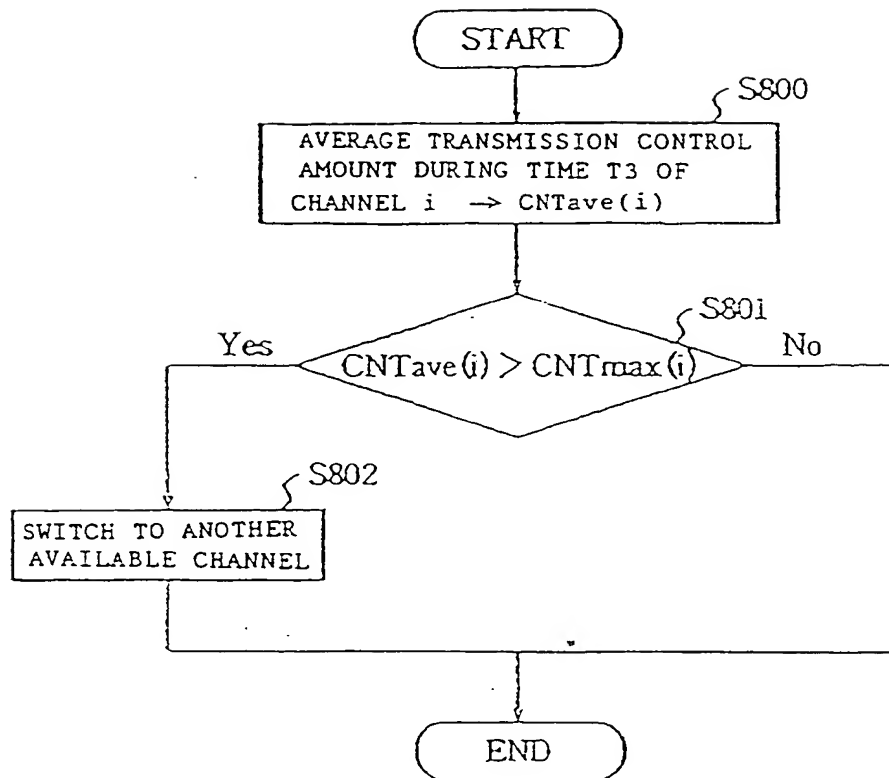 START
S800
AVERAGE TRANSMISSION CONTROL
AMOUNT DURING TIME T3 OF
CHANNEL i → CNTave(i)
S801
Yes
CNTave(i) > CNTmax(i)
No
S802
SWITCH TO ANOTHER
AVAILABLE CHANNEL
END